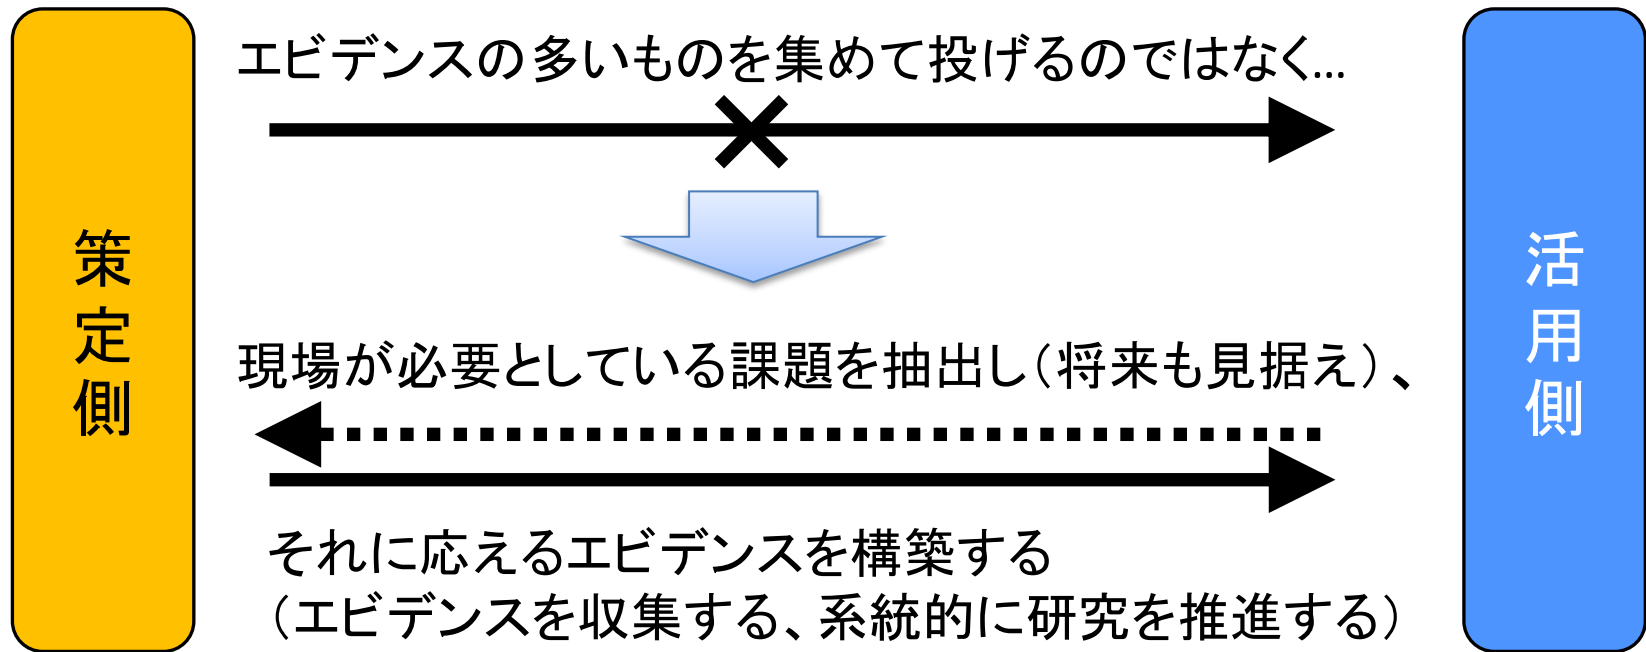 エビデンスの多いものを集めて投げるのではなく...
策定側
活用側
現場が必要としている課題を抽出し（将来も見据え）、
それに応えるエビデンスを構築する
（エビデンスを収集する、系統的に研究を推進する）